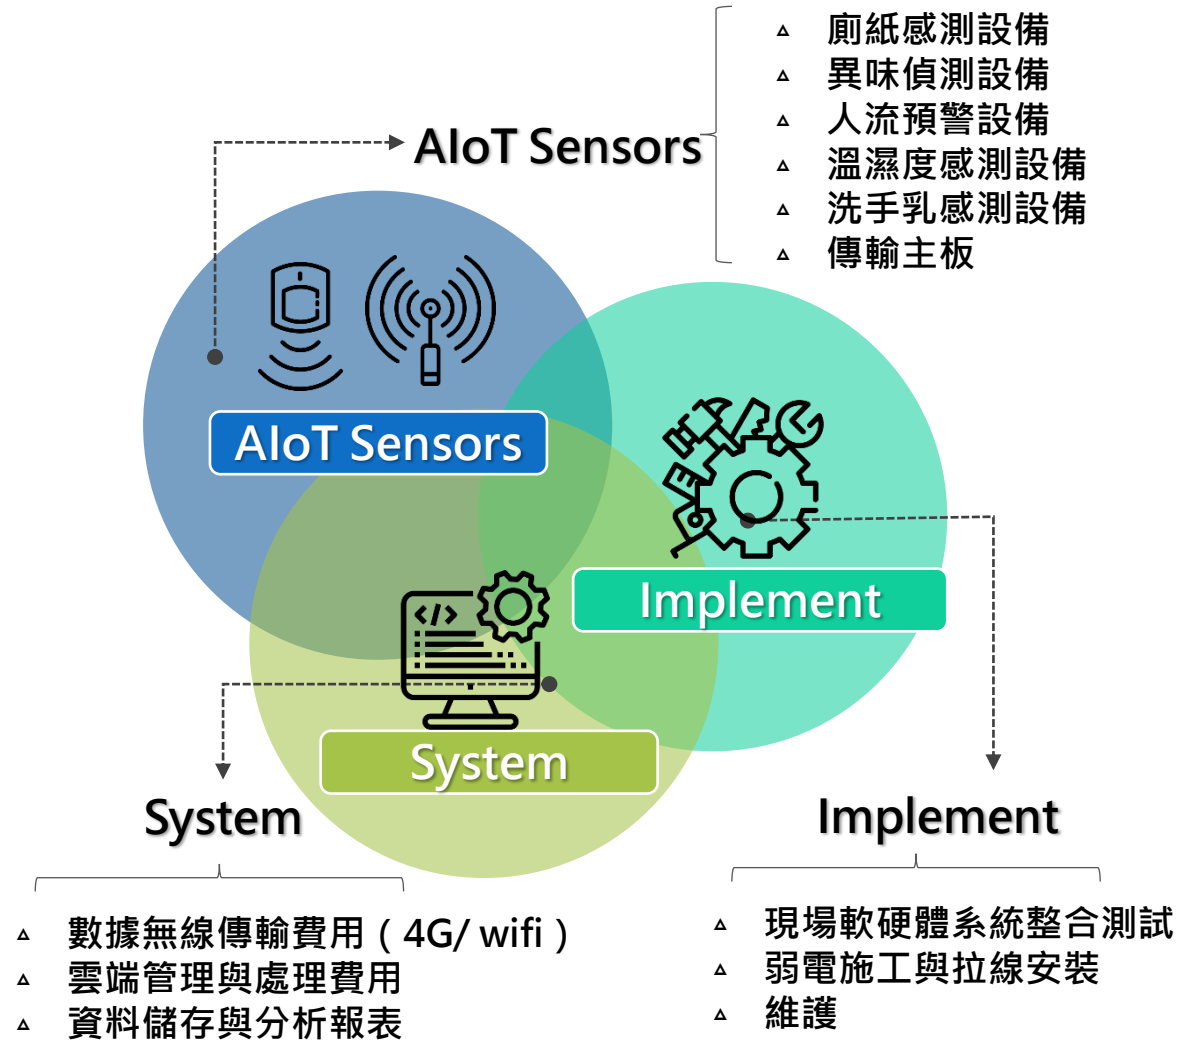 廁紙感測設備
異味偵測設備
人流預警設備
溫濕度感測設備
洗手乳感測設備
傳輸主板
AIoT Sensors
AIoT Sensors
Implement
</>
System
System
數據無線傳輸費用 ( 4G/ wifi )
雲端管理與處理費用
資料儲存與分析報表
Implement
現場軟硬體系統整合測試
弱電施工與拉線安裝
維護